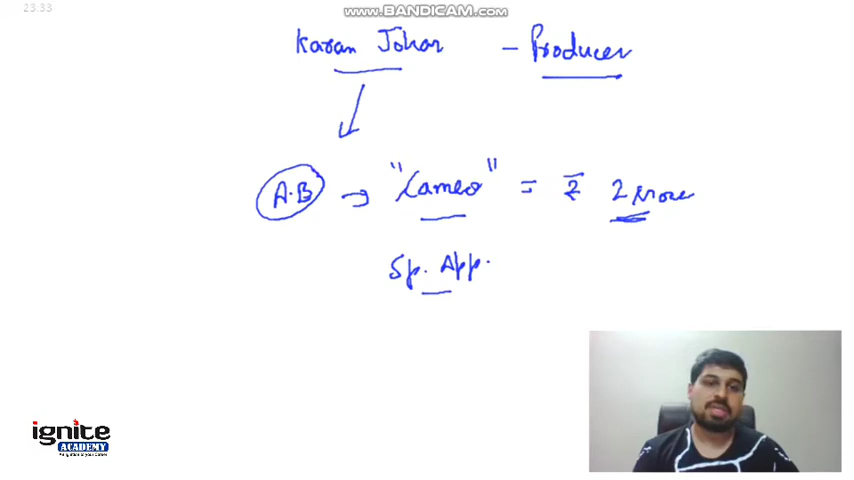 23:33
www.BANDICAM.com
Karan Johar - Producer
A.B → "Cameo" = ₹ 2 crore
Sp. App.
ignite
ACADEMY